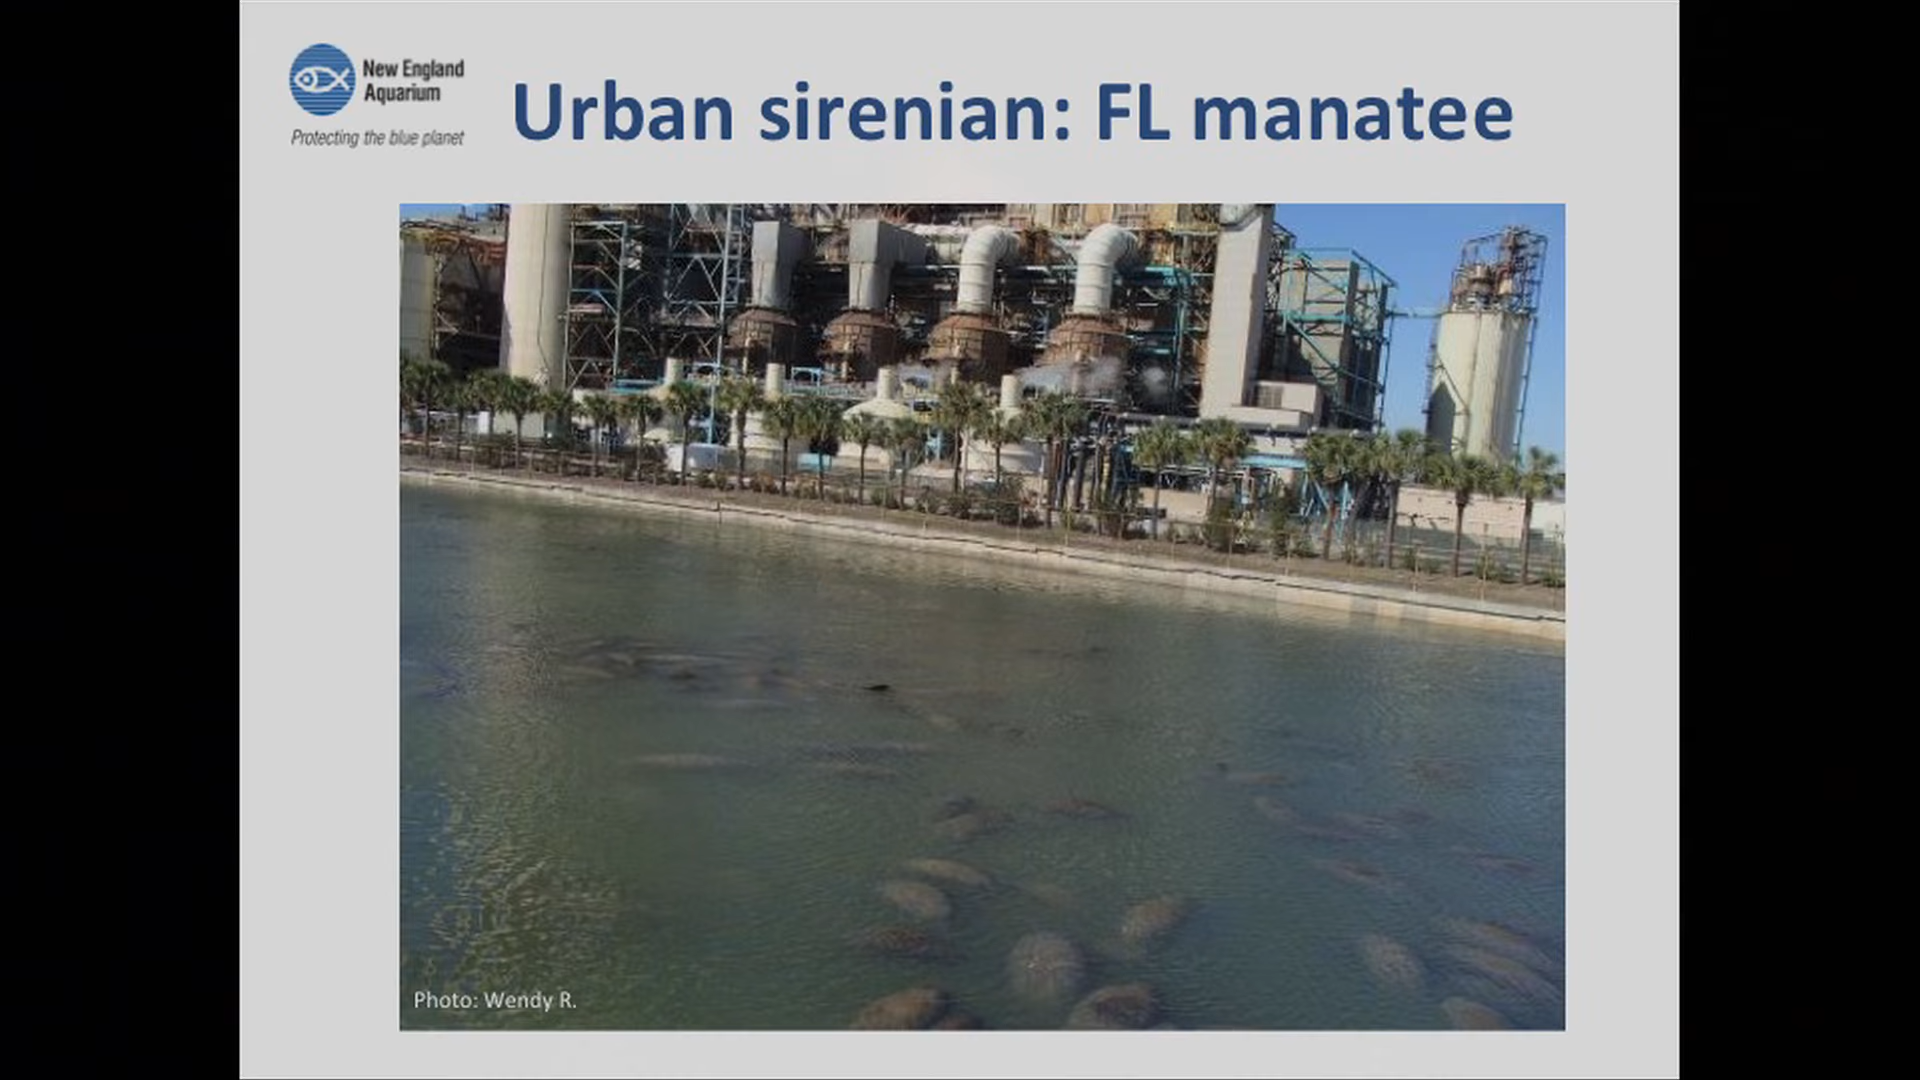 New England
Aquarium
Protecting the blue planet
Urban sirenian: FL manatee
Photo: Wendy R.